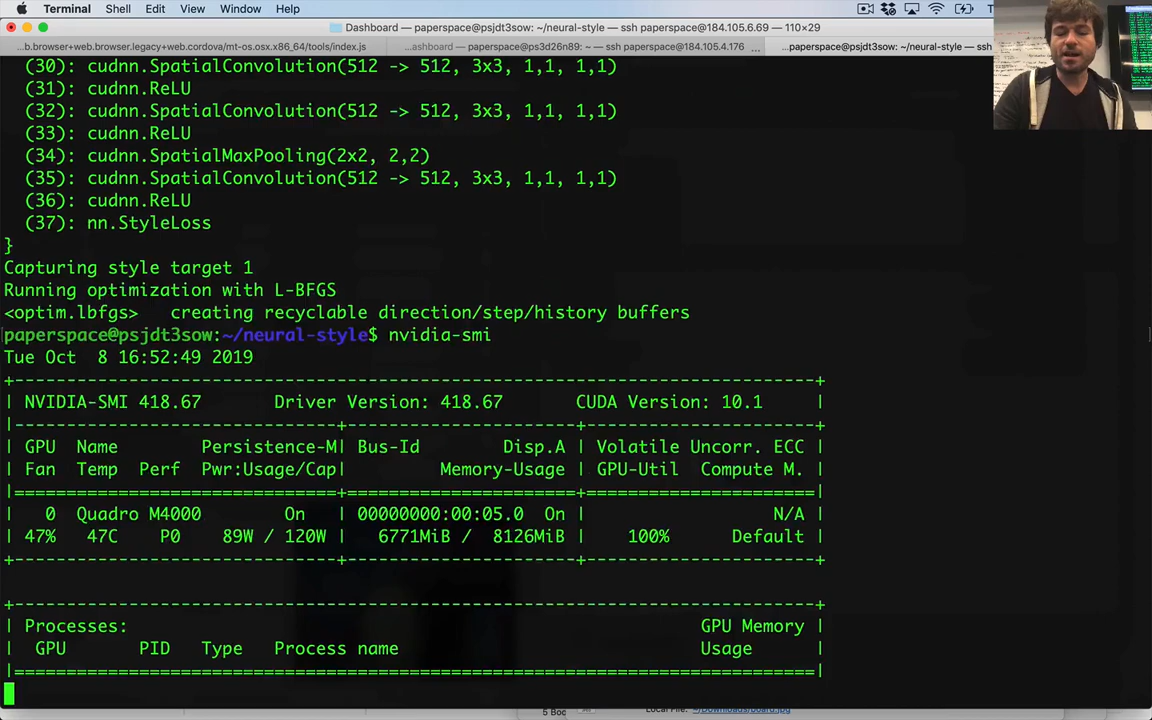 Terminal Shell Edit View Window Help
Dashboard — paperspace@psjdt3sow: ~/neural-style — ssh paperspace@184.105.6.69 — 110×29
...b.browser+web.browser.legacy+web.cordova/mt-os.osx.x86_64/tools/index.js
...ashboard — paperspace@ps3d26n89: ~ — ssh paperspace@184.105.4.176 ...
...paperspace@psjdt3sow: ~/neural-style — ssh
(30): cudnn.SpatialConvolution(512 -> 512, 3x3, 1,1, 1,1)
(31): cudnn.ReLU
(32): cudnn.SpatialConvolution(512 -> 512, 3x3, 1,1, 1,1)
(33): cudnn.ReLU
(34): cudnn.SpatialMaxPooling(2x2, 2,2)
(35): cudnn.SpatialConvolution(512 -> 512, 3x3, 1,1, 1,1)
(36): cudnn.ReLU
(37): nn.StyleLoss
}
Capturing style target 1
Running optimization with L-BFGS
<optim.lbfgs> creating recyclable direction/step/history buffers
paperspace@psjdt3sow:~/neural-style$ nvidia-smi
Tue Oct 8 16:52:49 2019
+-----------------------------------------------------------------------------+
| NVIDIA-SMI 418.67 Driver Version: 418.67 CUDA Version: 10.1 |
|-------------------------------+----------------------+----------------------+
| GPU Name Persistence-M| Bus-Id Disp.A | Volatile Uncorr. ECC |
| Fan Temp Perf Pwr:Usage/Cap| Memory-Usage | GPU-Util Compute M. |
|===============================+======================+======================|
| 0 Quadro M4000 On | 00000000:00:05.0 On | N/A |
| 47% 47C P0 89W / 120W | 6771MiB / 8126MiB | 100% Default |
+-------------------------------+----------------------+----------------------+
+-----------------------------------------------------------------------------+
| Processes: GPU Memory |
| GPU PID Type Process name Usage |
|=============================================================================|
Local File: ~/Downloads/board.jpg